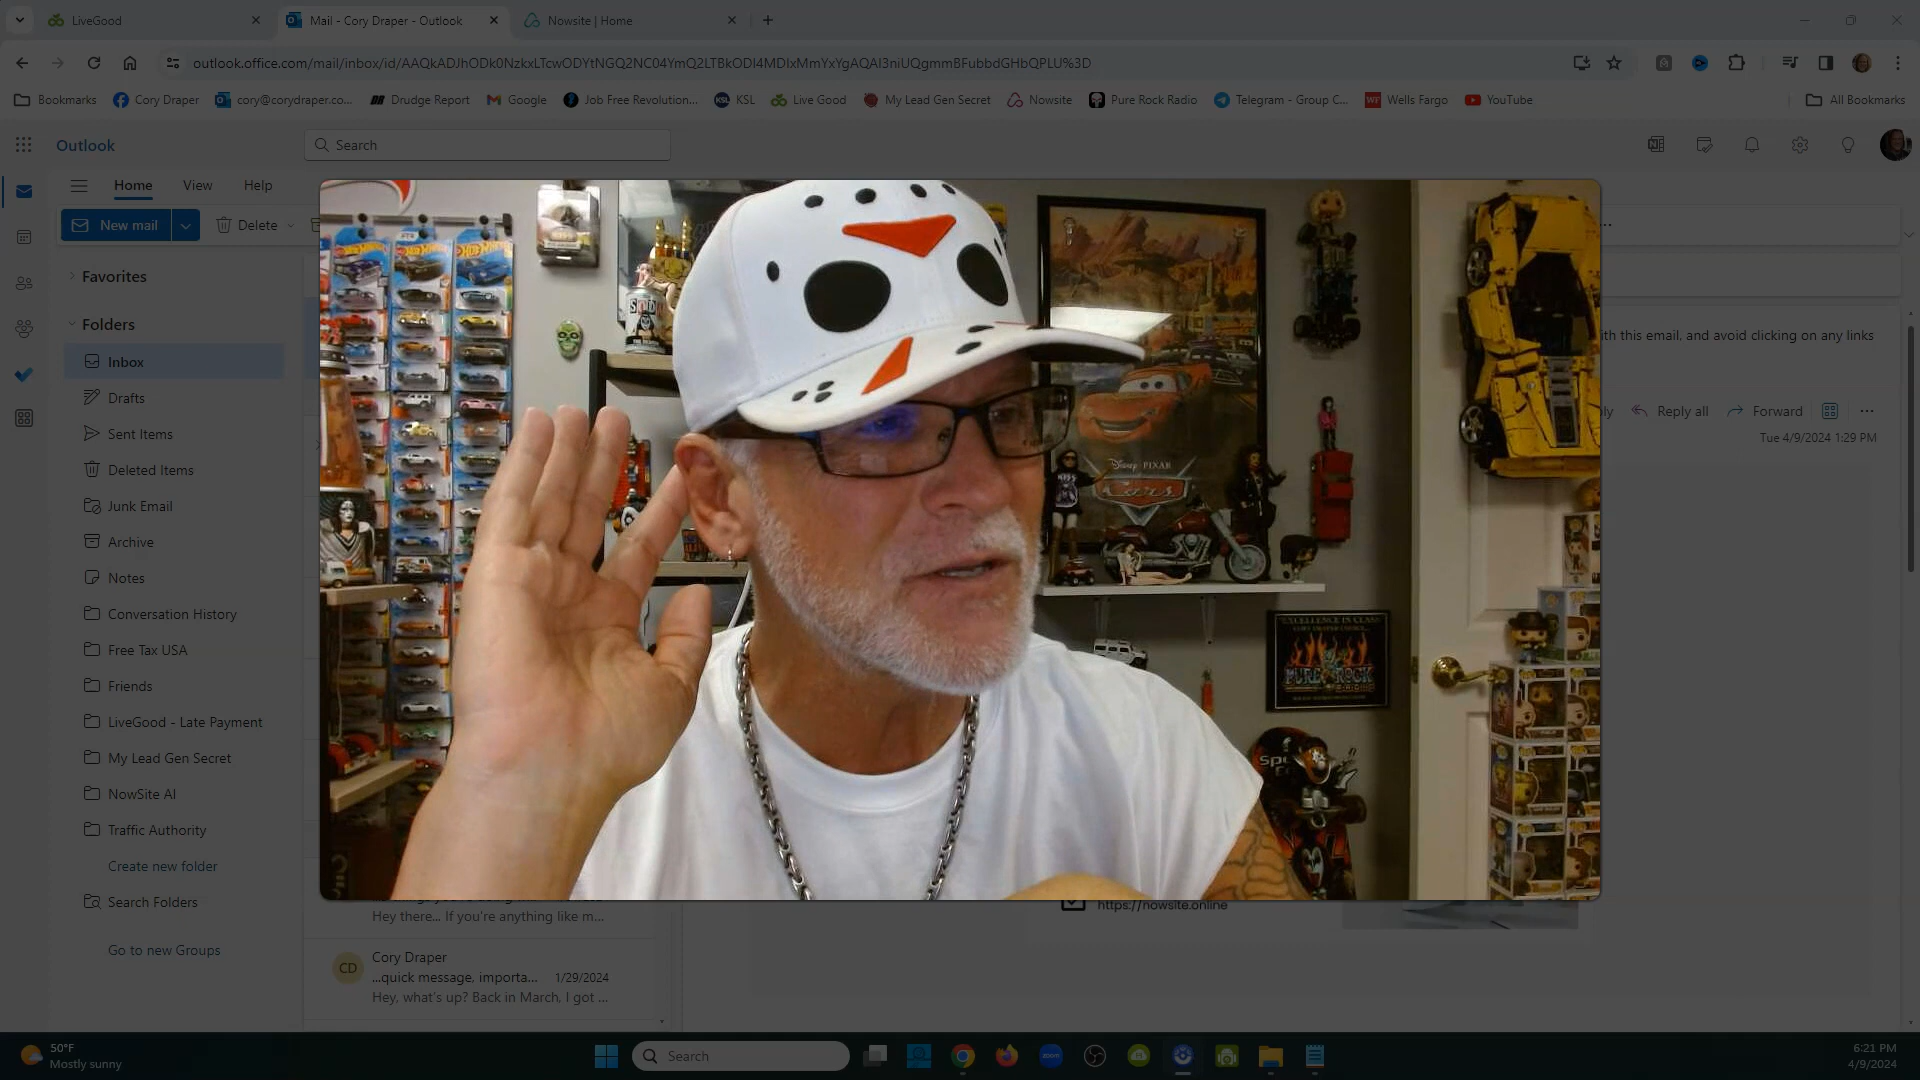 LiveGood
Mail - Cory Draper - Outlook
Nowsite | Home
outlook.office.com/mail/inbox/id/AAQkADJhODk0NzkxLTcwODYtNGQ2NC04YmQ2LTBkODI4MDIxMmYxYgAQAI3niUQgmmBFubbdGHbQPLU%3D
Bookmarks
Cory Draper
cory@corydraper.co...
Drudge Report
Google
Job Free Revolution...
KSL
Live Good
My Lead Gen Secret
Nowsite
Pure Rock Radio
Telegram - Group C...
Wells Fargo
YouTube
All Bookmarks
Outlook
Search
Home
View
Help
New mail
Delete
Favorites
Folders
Inbox
Drafts
Sent Items
Deleted Items
Junk Email
Archive
Notes
Conversation History
Free Tax USA
Friends
LiveGood - Late Payment
My Lead Gen Secret
NowSite AI
Traffic Authority
Create new folder
Search Folders
Go to new Groups
with this email, and avoid clicking on any links
Reply all
Forward
Tue 4/9/2024 1:29 PM
SODA
KISS
Disney PIXAR
Cars
EXCELLENCE IN CLASS
PURE ROCK
Hey there... If you're anything like m...
CD
Cory Draper
...quick message, importa...
1/29/2024
Hey, what's up? Back in March, I got ...
https://nowsite.online
50°F
Mostly sunny
Search
zoom
6:21 PM
4/9/2024